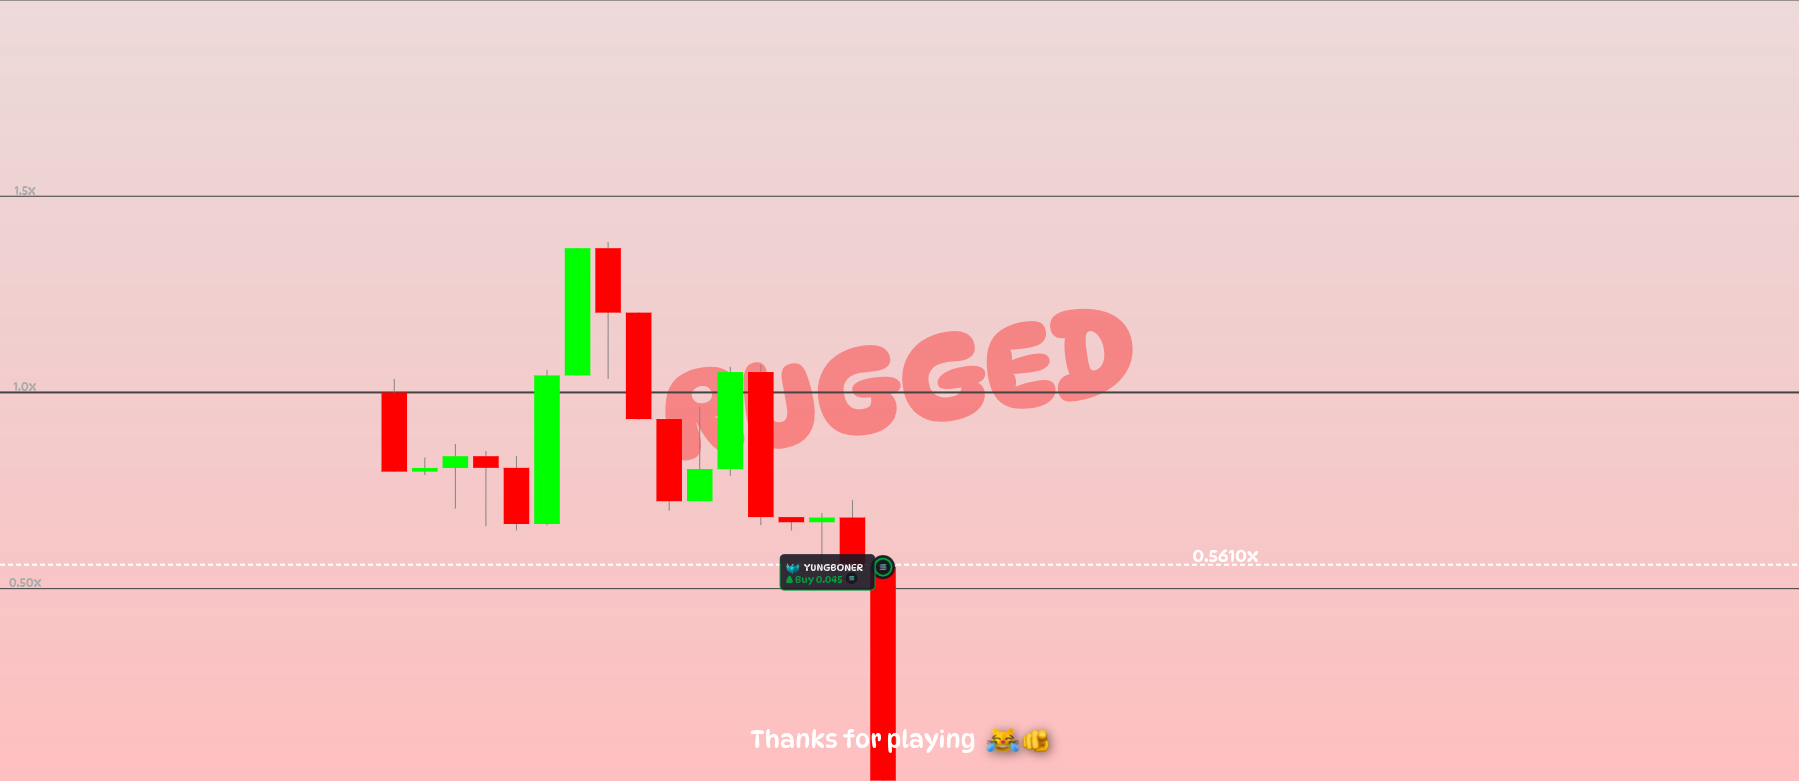 1.5X
1.0X
RUGGED
0.5610X
YUNGBONER
Buy 0.045
0.50X
Thanks for playing